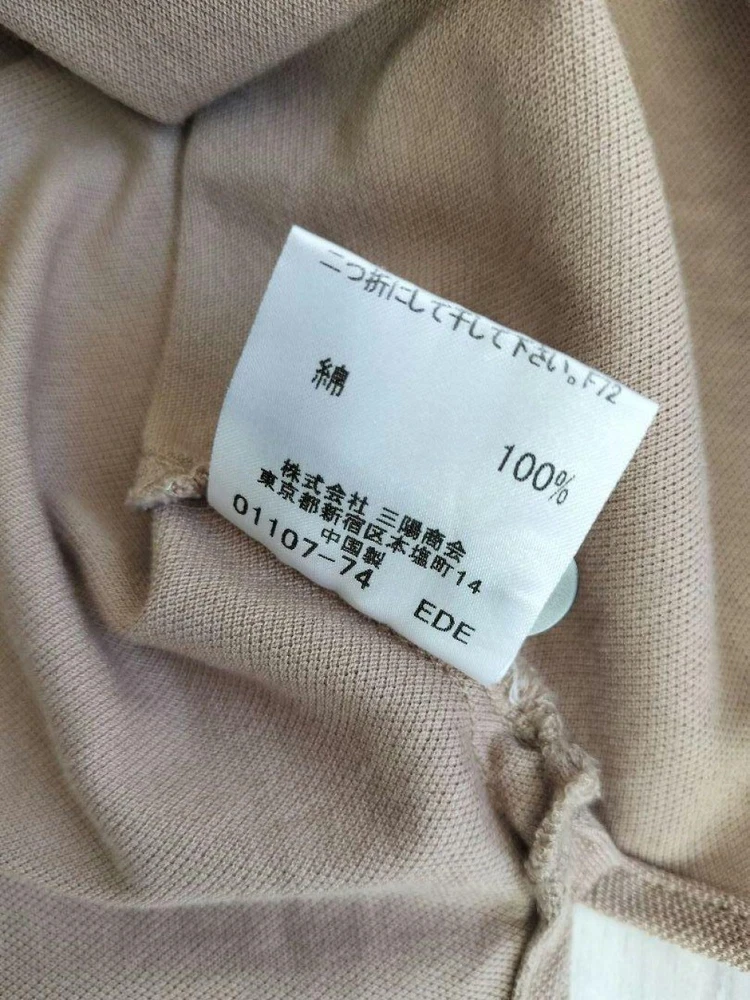 二つ折にして干して下さい。F72
綿
100%
株式会社 三陽商会
東京都新宿区本塩町14
中国製
01107-74 EDE